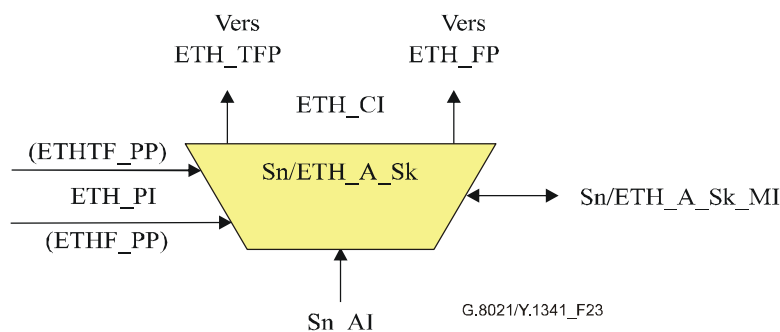 Vers
ETH_TFP
Vers
ETH_FP
ETH_CI
(ETHTF_PP)
Sn/ETH_A_Sk
ETH_PI
Sn/ETH_A_Sk_MI
(ETHF_PP)
Sn_AI
G.8021/Y.1341_F23